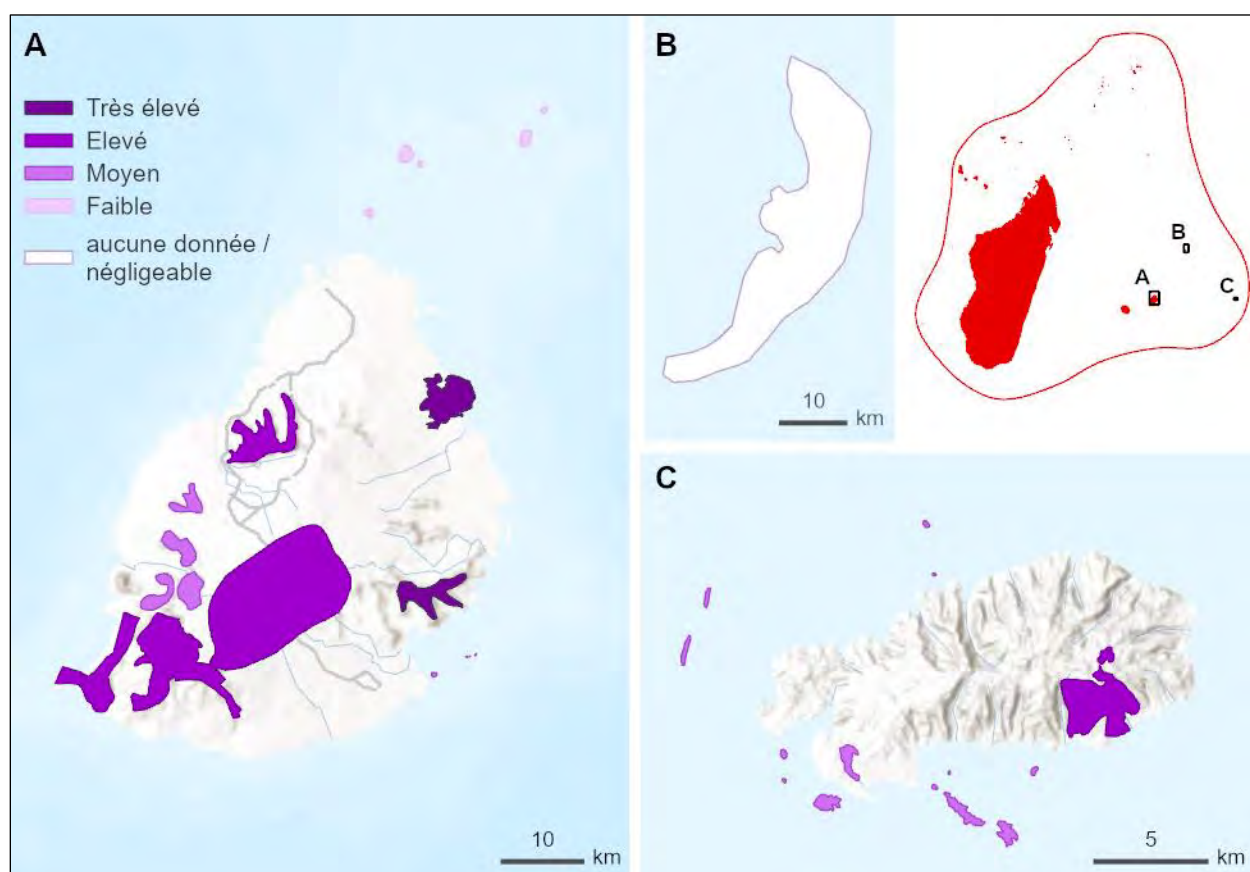 A
Très élevé
Elevé
Moyen
Faible
aucune donnée /
négligeable
10
km
B
10
km
A
B
C
C
5
km